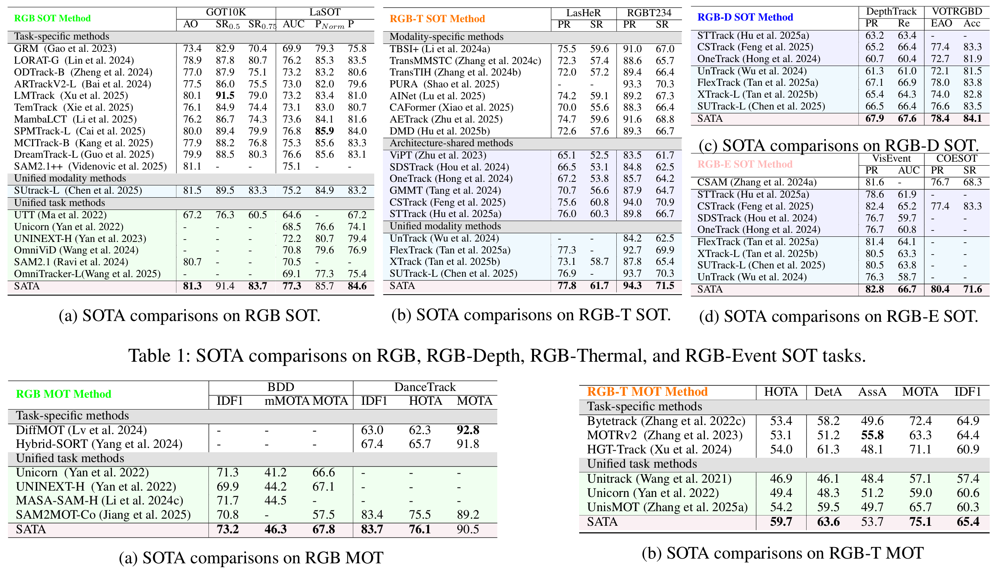 RGB SOT Method GOT10K LaSOT
AO SR0.5 SR0.75 AUC PNorm P
Task-specific methods
GRM (Gao et al. 2023) 73.4 82.9 70.4 69.9 79.3 75.8
LORAT-G (Lin et al. 2024) 78.9 87.8 80.7 76.2 85.3 83.5
ODTrack-B (Zheng et al. 2024) 77.0 87.9 75.1 73.2 83.2 80.6
ARTrackV2-L (Bai et al. 2024) 77.5 86.0 75.5 73.0 82.0 79.6
LMTrack (Xu et al. 2025) 80.1 91.5 79.0 73.2 83.4 81.0
TemTrack (Xie et al. 2025) 76.1 84.9 74.4 73.1 83.0 80.7
MambaLCT (Li et al. 2025) 76.2 86.7 74.3 73.6 84.1 81.6
SPMTrack-L (Cai et al. 2025) 80.0 89.4 79.9 76.8 85.9 84.0
MCITrack-B (Kang et al. 2025) 77.9 88.2 76.8 75.3 85.6 83.3
DreamTrack-L (Guo et al. 2025) 79.9 88.5 80.3 76.6 85.6 83.1
SAM2.1++ (Videnovic et al. 2025) 81.1 - - 75.1 - -
Unified modality methods
SUtrack-L (Chen et al. 2025) 81.5 89.5 83.3 75.2 84.9 83.2
Unified task methods
UTT (Ma et al. 2022) 67.2 76.3 60.5 64.6 - 67.2
Unicorn (Yan et al. 2022) - - - 68.5 76.6 74.1
UNINEXT-H (Yan et al. 2023) - - - 72.2 80.7 79.4
OmniViD (Wang et al. 2024) - - - 70.8 79.6 76.9
SAM2.1 (Ravi et al. 2024) 80.7 - - 70.5 - -
OmniTracker-L(Wang et al. 2025) - - - 69.1 77.3 75.4
SATA 81.3 91.4 83.7 77.3 85.7 84.6
(a) SOTA comparisons on RGB SOT.
RGB-T SOT Method LasHeR RGBT234
PR SR PR SR
Modality-specific methods
TBSI+ (Li et al. 2024a) 75.5 59.6 91.0 67.0
TransMMSTC (Zhang et al. 2024c) 72.3 57.4 88.6 65.7
TransTIH (Zhang et al. 2024b) 72.0 57.2 89.4 66.4
PURA (Shao et al. 2025) - - 93.3 70.3
AINet (Lu et al. 2025) 74.2 59.1 89.2 67.3
CAFormer (Xiao et al. 2025) 70.0 55.6 88.3 66.4
AETrack (Zhu et al. 2025) 74.7 59.6 91.6 68.8
DMD (Hu et al. 2025b) 72.6 57.6 89.3 66.7
Architecture-shared methods
ViPT (Zhu et al. 2023) 65.1 52.5 83.5 61.7
SDSTrack (Hou et al. 2024) 66.5 53.1 84.8 62.5
OneTrack (Hong et al. 2024) 67.2 53.8 85.7 64.2
GMMT (Tang et al. 2024) 70.7 56.6 87.9 64.7
CSTrack (Feng et al. 2025) 75.6 60.8 94.0 70.9
STTrack (Hu et al. 2025a) 76.0 60.3 89.8 66.7
Unified modality methods
UnTrack (Wu et al. 2024) - - 84.2 62.5
FlexTrack (Tan et al. 2025a) 77.3 - 92.7 69.9
XTrack (Tan et al. 2025b) 73.1 58.7 87.8 65.4
SUTrack-L (Chen et al. 2025) 76.9 - 93.7 70.3
SATA 77.8 61.7 94.3 71.5
(b) SOTA comparisons on RGB-T SOT.
RGB-D SOT Method DepthTrack VOTRGBD
PR Re EAO Acc
STTrack (Hu et al. 2025a) 63.2 63.4 - -
CSTrack (Feng et al. 2025) 65.2 66.4 77.4 83.3
OneTrack (Hong et al. 2024) 60.7 60.4 72.7 81.9
UnTrack (Wu et al. 2024) 61.3 61.0 72.1 81.5
FlexTrack (Tan et al. 2025a) 67.1 66.9 78.0 83.8
XTrack-L (Tan et al. 2025b) 65.4 64.3 74.0 82.8
SUTrack-L (Chen et al. 2025) 66.5 66.4 76.6 83.5
SATA 67.9 67.6 78.4 84.1
(c) SOTA comparisons on RGB-D SOT.
RGB-E SOT Method VisEvent COESOT
PR AUC PR SR
CSAM (Zhang et al. 2024a) 81.6 - 76.7 68.3
STTrack (Hu et al. 2025a) 78.6 61.9 - -
CSTrack (Feng et al. 2025) 82.4 65.2 77.4 83.3
SDSTrack (Hou et al. 2024) 76.7 59.7 - -
OneTrack (Hong et al. 2024) 76.7 60.8 - -
FlexTrack (Tan et al. 2025a) 81.4 64.1 - -
XTrack-L (Tan et al. 2025b) 80.5 63.3 - -
SUTrack-L (Chen et al. 2025) 80.5 63.8 - -
UnTrack (Wu et al. 2024) 76.3 58.7 - -
SATA 82.8 66.7 80.4 71.6
(d) SOTA comparisons on RGB-E SOT.
Table 1: SOTA comparisons on RGB, RGB-Depth, RGB-Thermal, and RGB-Event SOT tasks.
RGB MOT Method BDD DanceTrack
IDF1 mMOTA MOTA IDF1 HOTA MOTA
Task-specific methods
DiffMOT (Lv et al. 2024) - - - 63.0 62.3 92.8
Hybrid-SORT (Yang et al. 2024) - - - 67.4 65.7 91.8
Unified task methods
Unicorn (Yan et al. 2022) 71.3 41.2 66.6 - - -
UNINEXT-H (Yan et al. 2022) 69.9 44.2 67.1 - - -
MASA-SAM-H (Li et al. 2024c) 71.7 44.5 - - - -
SAM2MOT-Co (Jiang et al. 2025) 70.8 - 57.5 83.4 75.5 89.2
SATA 73.2 46.3 67.8 83.7 76.1 90.5
(a) SOTA comparisons on RGB MOT
RGB-T MOT Method HOTA DetA AssA MOTA IDF1
Task-specific methods
Bytetrack (Zhang et al. 2022c) 53.4 58.2 49.6 72.4 64.9
MOTRv2 (Zhang et al. 2023) 53.1 51.2 55.8 63.3 64.4
HGT-Track (Xu et al. 2024) 54.0 61.3 48.1 71.1 60.9
Unified task methods
Unitrack (Wang et al. 2021) 46.9 46.1 48.4 57.1 57.4
Unicorn (Yan et al. 2022) 49.4 48.3 51.2 59.0 60.6
UnisMOT (Zhang et al. 2025a) 54.2 59.5 49.7 65.7 60.3
SATA 59.7 63.6 53.7 75.1 65.4
(b) SOTA comparisons on RGB-T MOT